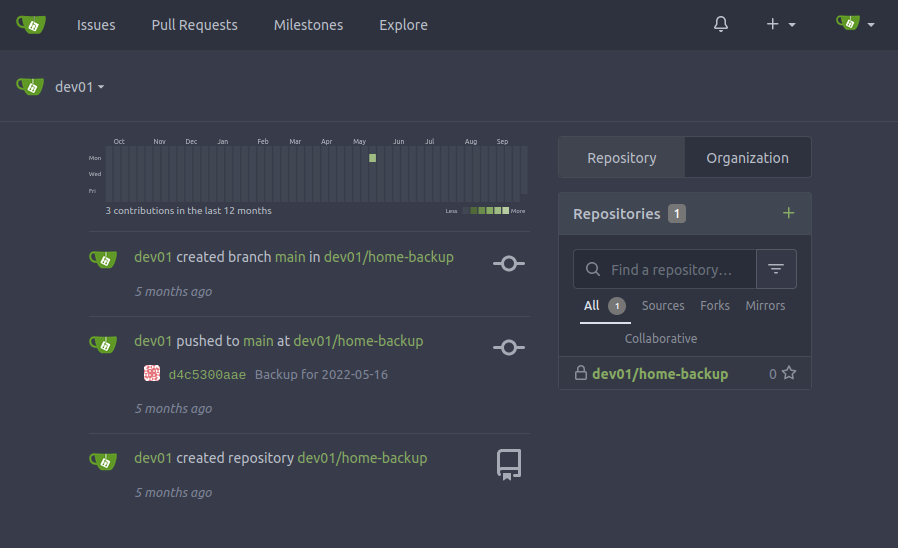 Issues Pull Requests Milestones Explore
dev01
Oct Nov Dec Jan Feb Mar Apr May Jun Jul Aug Sep
Mon
Wed
Fri
3 contributions in the last 12 months Less More
dev01 created branch main in dev01/home-backup
5 months ago
dev01 pushed to main at dev01/home-backup
d4c5300aae Backup for 2022-05-16
5 months ago
dev01 created repository dev01/home-backup
5 months ago
Repository Organization
Repositories 1
Find a repository…
All 1 Sources Forks Mirrors
Collaborative
dev01/home-backup 0